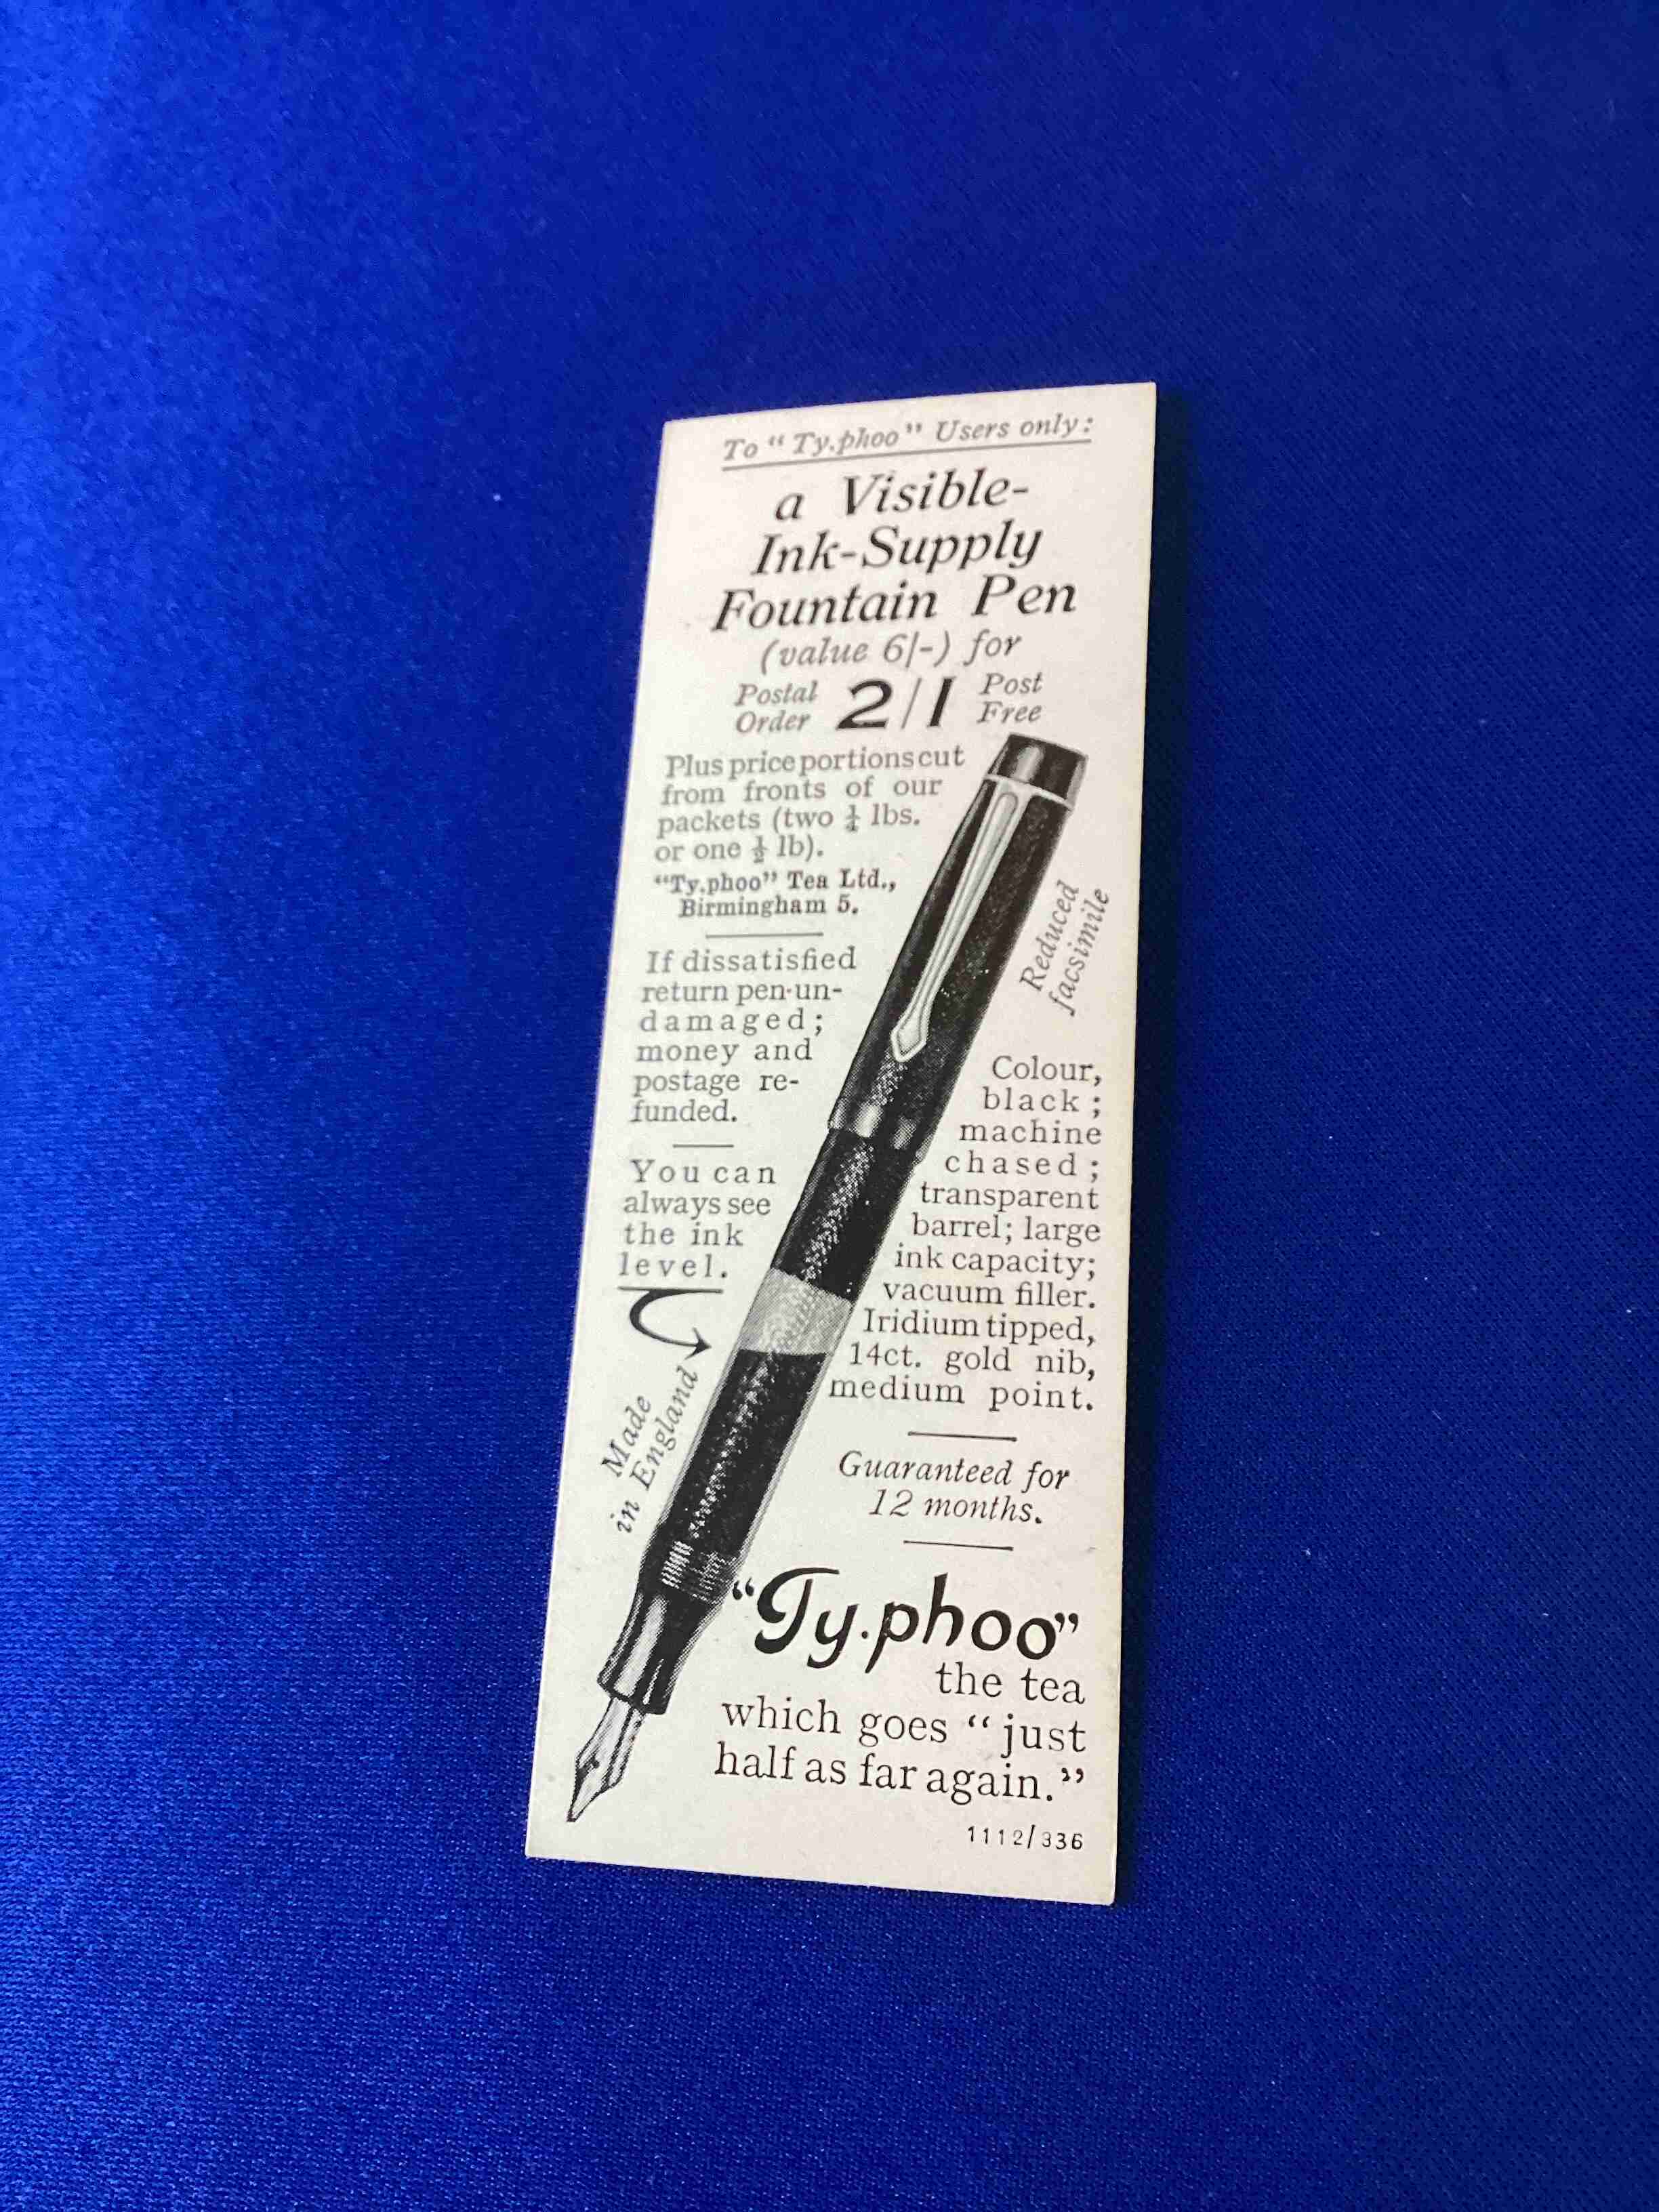 To “Ty.phoo” Users only:
a Visible-
Ink-Supply
Fountain Pen
(value 6/-) for
Postal
Order
2/1
Post
Free
Plus price portions cut
from fronts of our
packets (two ¼ lbs.
or one ½ lb).
“Ty.phoo” Tea Ltd.,
Birmingham 5.
If dissatisfied
return pen un-
damaged;
money and
postage re-
funded.
You can
always see
the ink
level.
Made
in England
Reduced
facsimile
Colour,
black;
machine
chased;
transparent
barrel; large
ink capacity;
vacuum filler.
Iridium tipped,
14ct. gold nib,
medium point.
Guaranteed for
12 months.
“Ty.phoo”
the tea
which goes “just
half as far again.”
1112/336